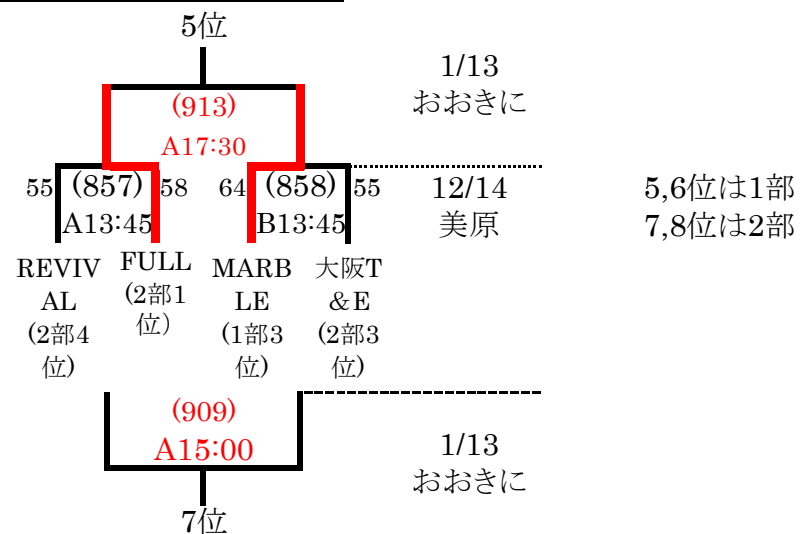 5位
1/13
おおきに
(913)
A17:30
55 (857) 58 64 (858) 55
A13:45 B13:45
12/14
美原
5,6位は1部
7,8位は2部
REVIV
AL
(2部4
位)
FULL
(2部1
位）
MARB
LE
(1部3
位)
大阪T
＆E
(2部3
位)
(909)
A15:00
1/13
おおきに
7位